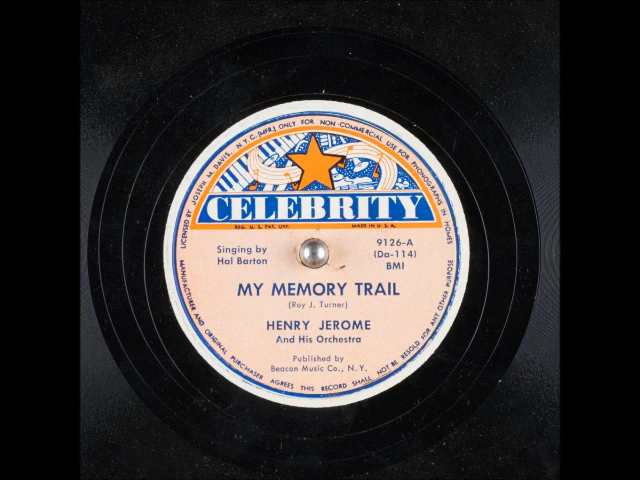 LICENSED BY JOSEPH M. DAVIS, N.Y.C. (MFR.) ONLY FOR NON-COMMERCIAL USE FOR PHONOGRAPHS IN HOMES
CELEBRITY
REG. U. S. PAT. OFF.
MADE IN U.S.A.
Singing by
Hal Barton
9126-A
(Da-114)
BMI
MY MEMORY TRAIL
(Roy J. Turner)
HENRY JEROME
And His Orchestra
Published by
Beacon Music Co., N. Y.
MANUFACTURER AND ORIGINAL PURCHASER AGREES THIS RECORD SHALL NOT BE RESOLD FOR ANY OTHER PURPOSE